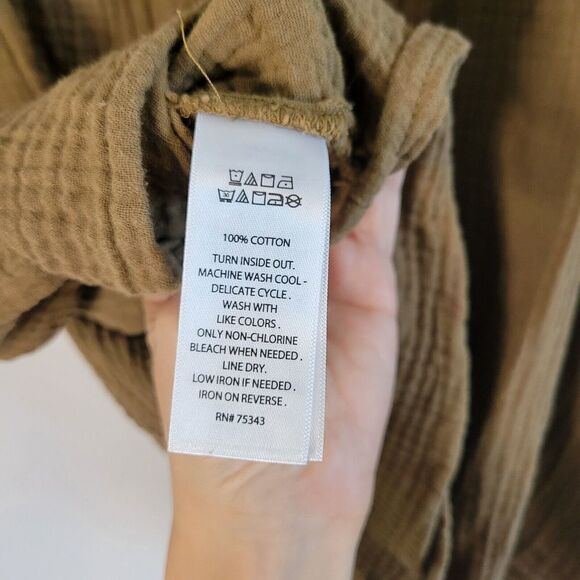 100% COTTON
TURN INSIDE OUT.
MACHINE WASH COOL -
DELICATE CYCLE .
WASH WITH
LIKE COLORS .
ONLY NON-CHLORINE
BLEACH WHEN NEEDED .
LINE DRY.
LOW IRON IF NEEDED .
IRON ON REVERSE .
RN# 75343